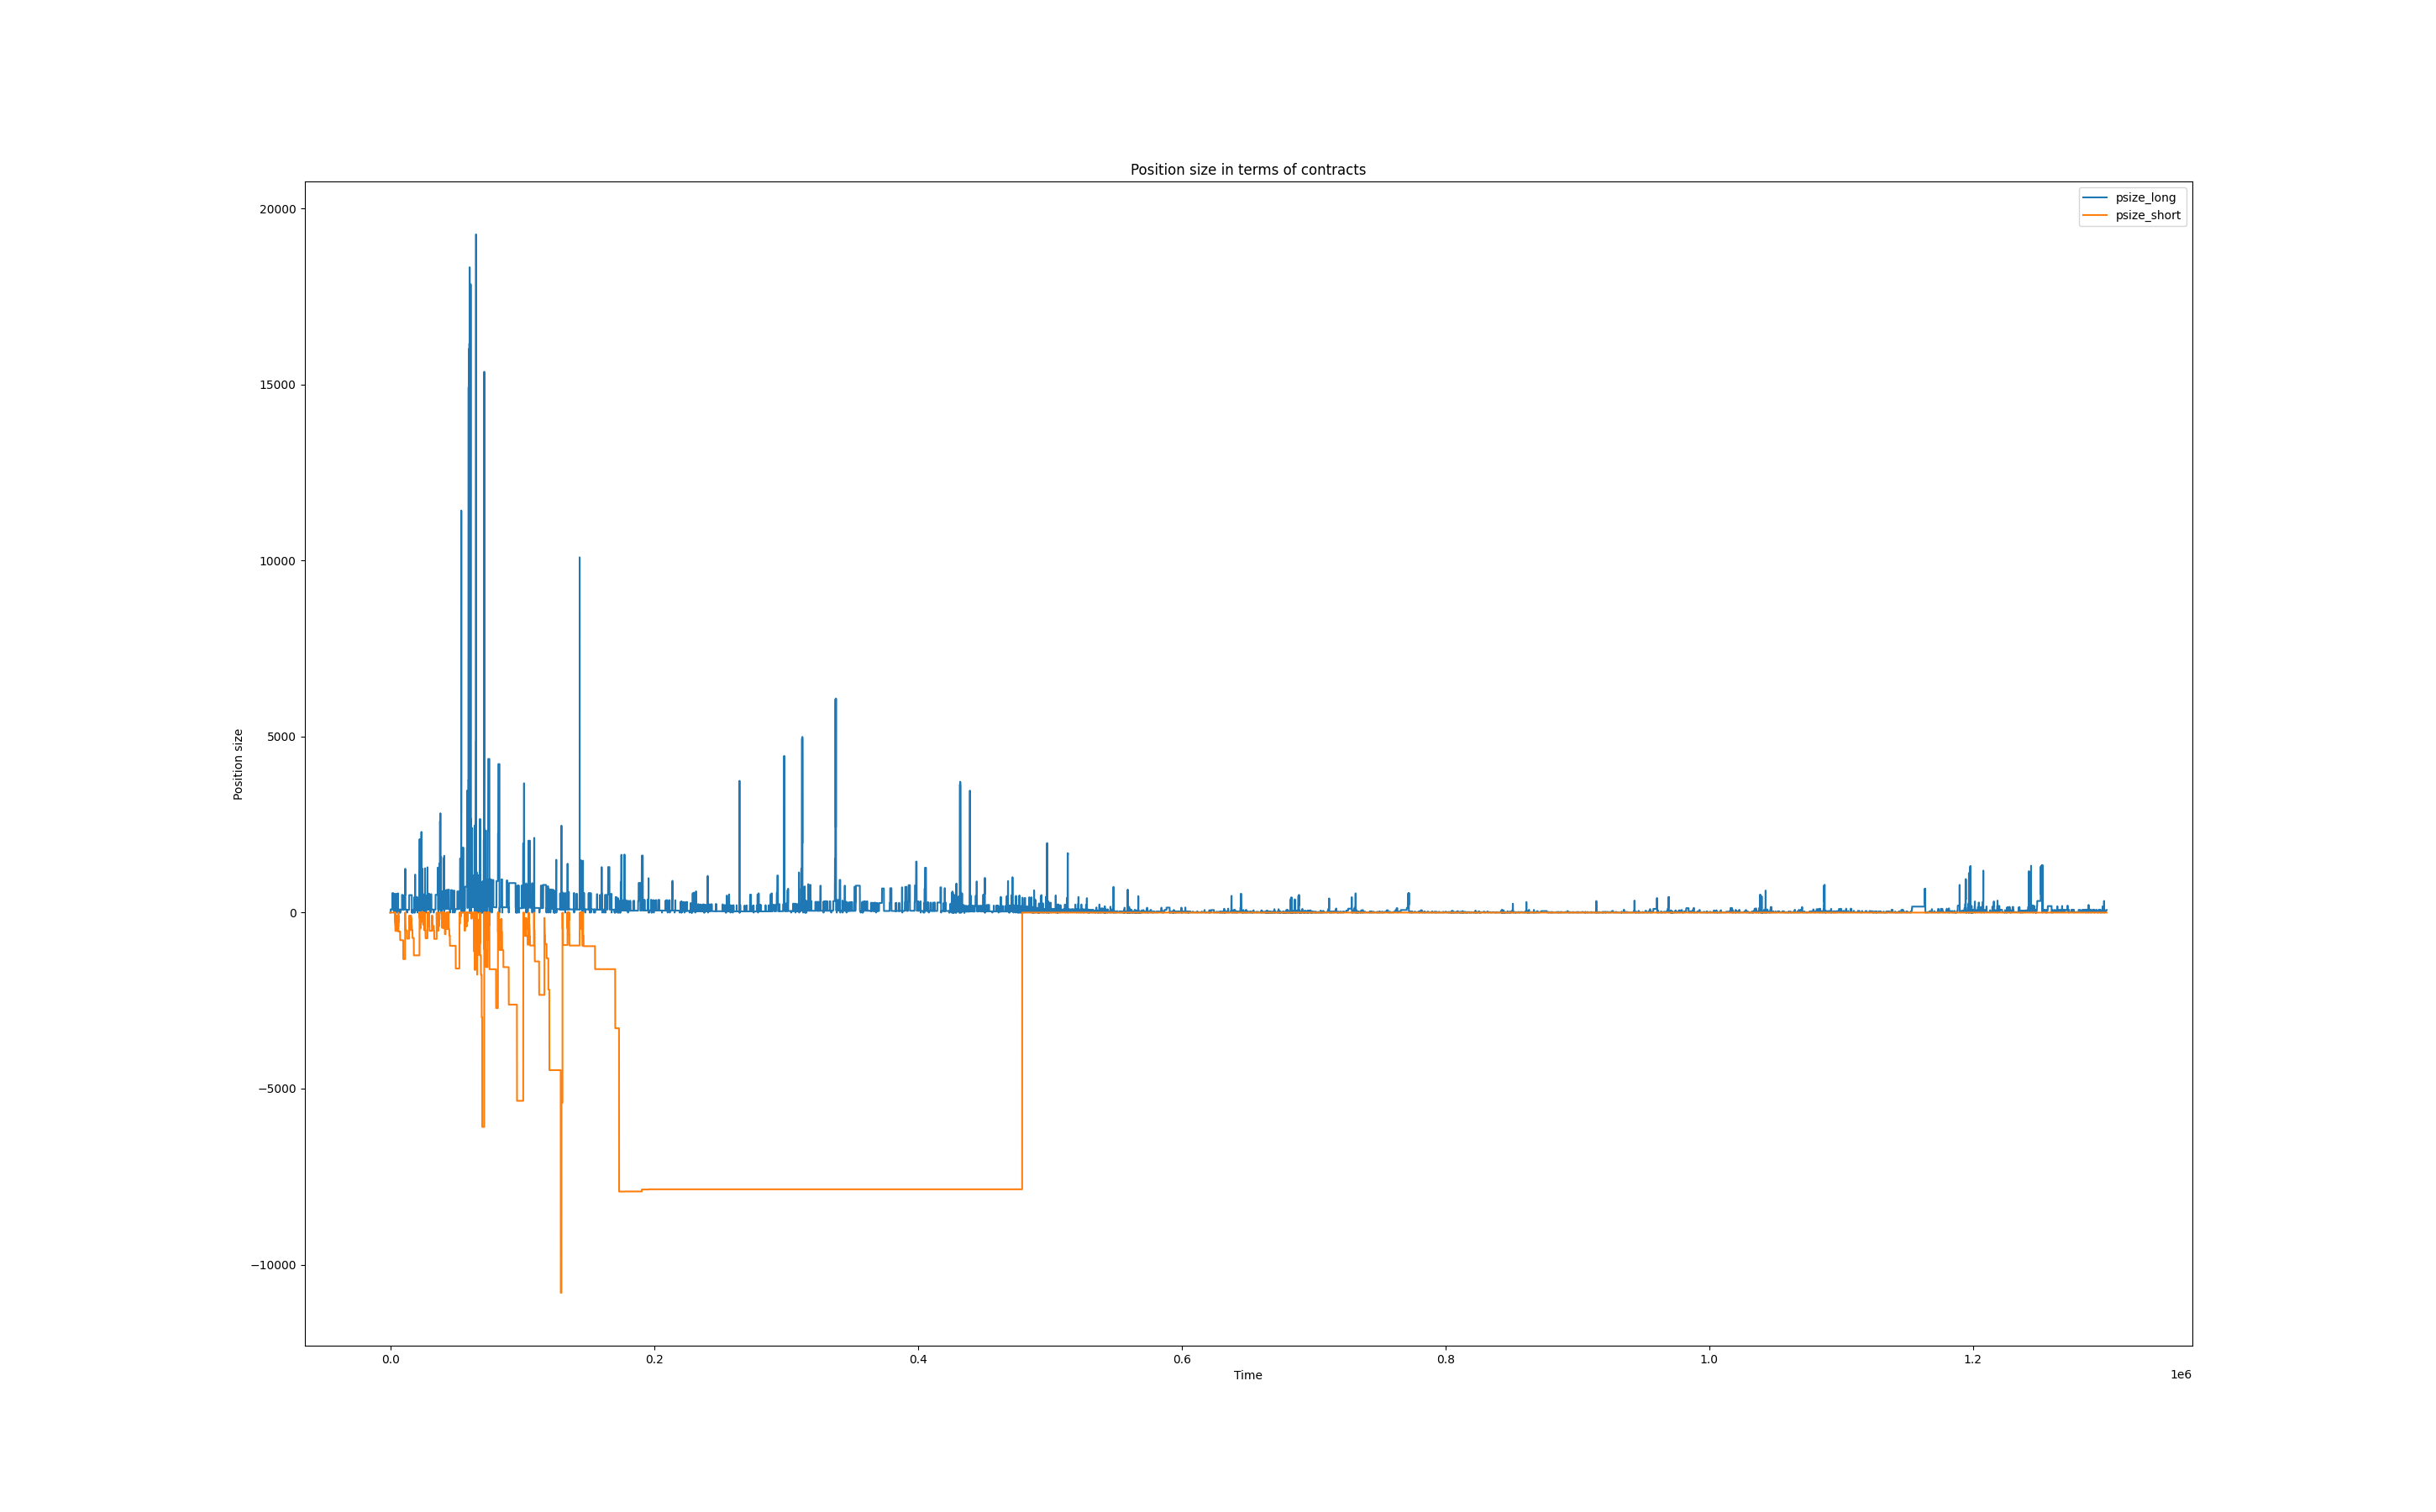 Position size in terms of contracts
psize_long
psize_short
20000
15000
10000
5000
0
−5000
−10000
Position size
0.0 0.2 0.4 0.6 0.8 1.0 1.2
Time
1e6